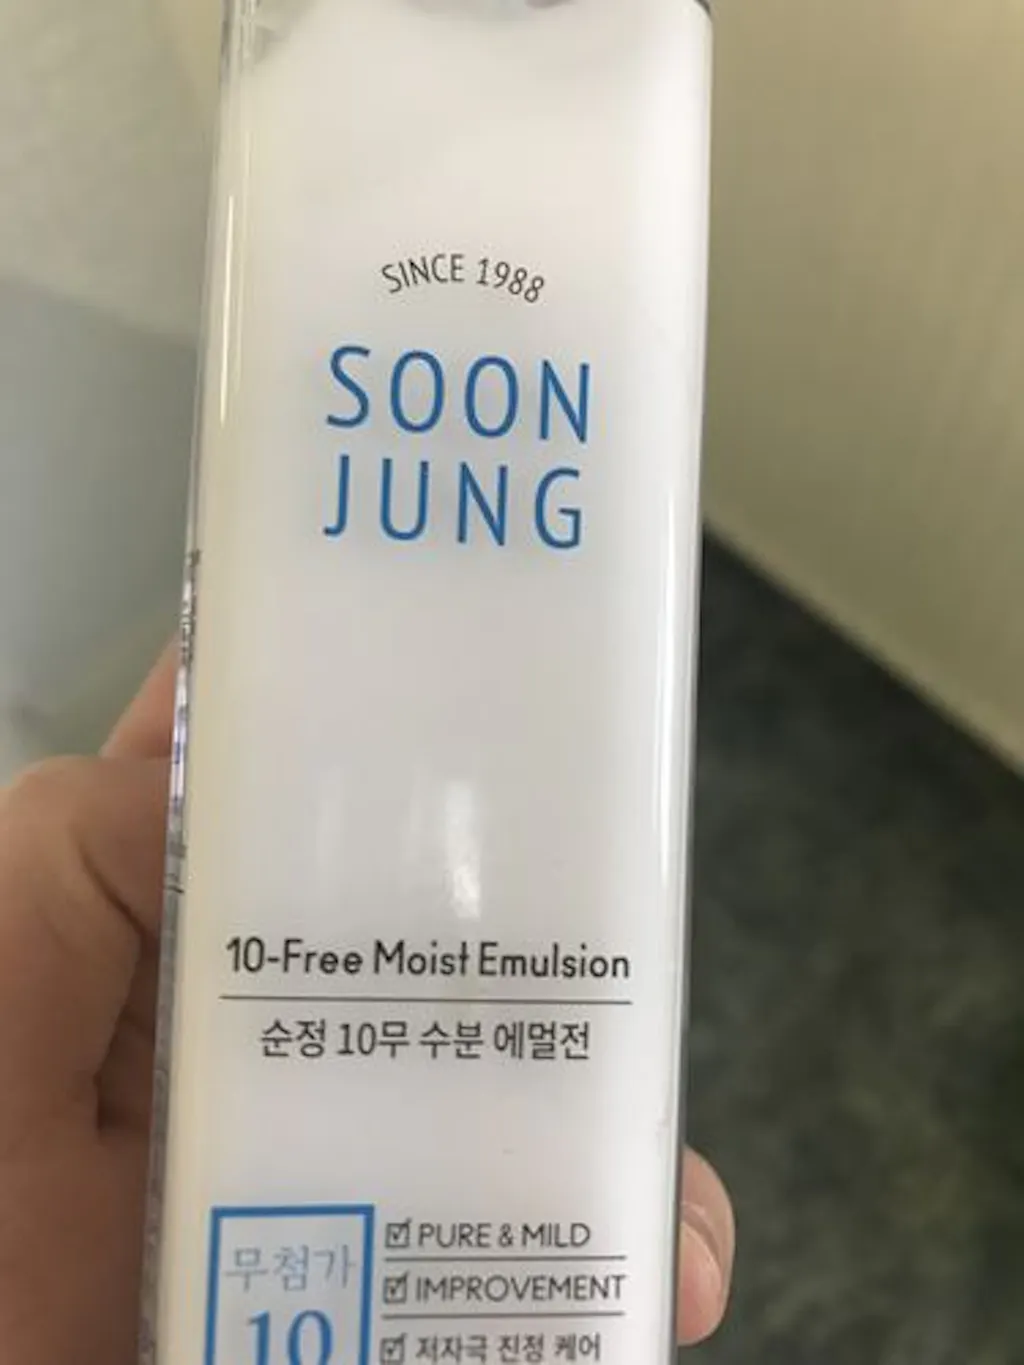 SINCE 1988
SOON
JUNG
10-Free Moist Emulsion
순정 10무 수분 에멀전
무첨가
10
PURE & MILD
IMPROVEMENT
저자극 진정 케어